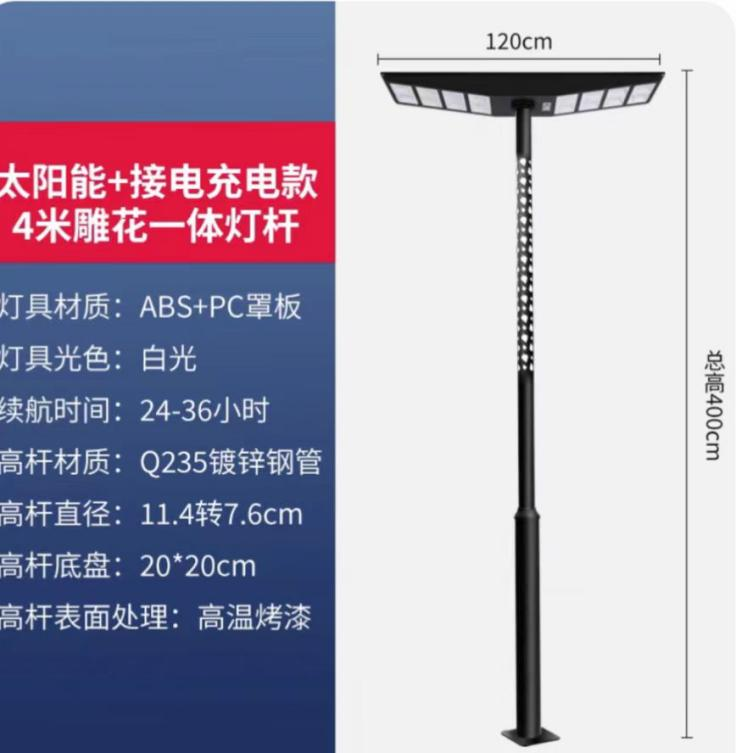 太阳能+接电充电款
4米雕花一体灯杆
灯具材质：ABS+PC罩板
灯具光色：白光
续航时间：24-36小时
高杆材质：Q235镀锌钢管
高杆直径：11.4转7.6cm
高杆底盘：20*20cm
高杆表面处理：高温烤漆
120cm
总高400cm